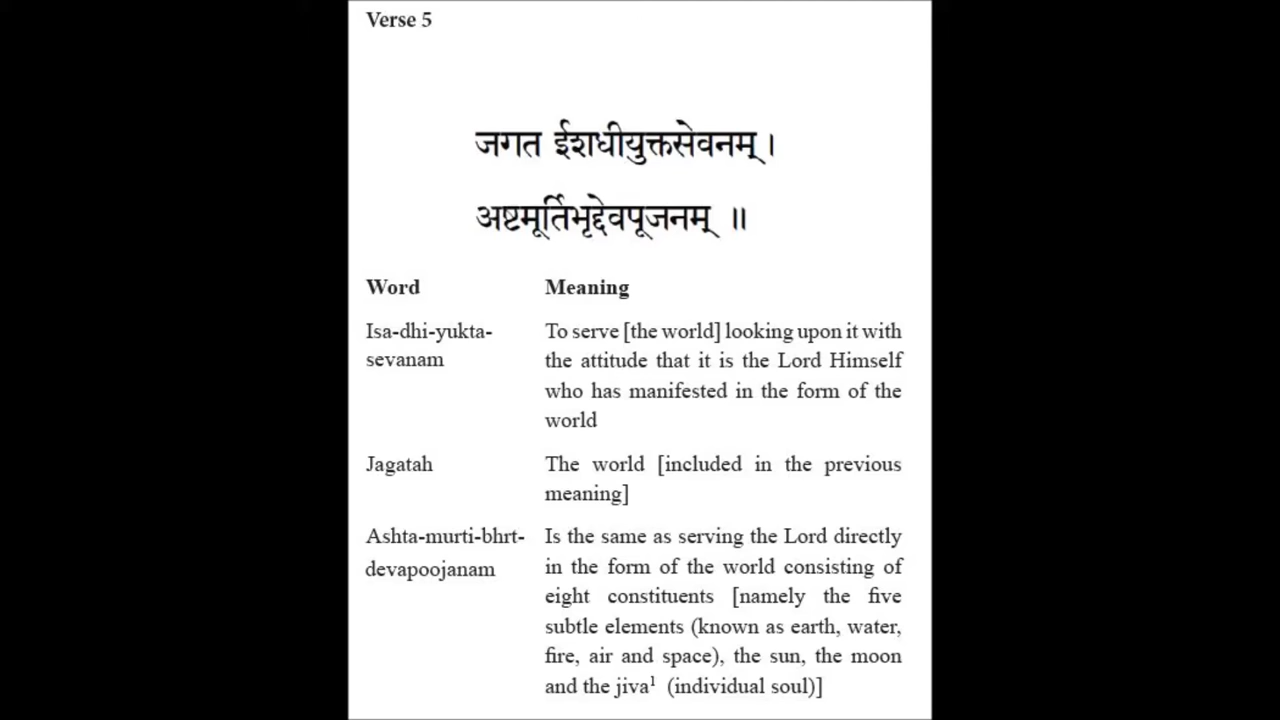 Verse 5
जगत ईशधीयुक्तसेवनम् ।
अष्टमूर्तिभृद्देवपूजनम् ॥
Word Meaning
Isa-dhi-yukta- To serve [the world] looking upon it with
sevanam the attitude that it is the Lord Himself
who has manifested in the form of the
world
Jagatah The world [included in the previous
meaning]
Ashta-murti-bhrt- Is the same as serving the Lord directly
devapoojanam in the form of the world consisting of
eight constituents [namely the five
subtle elements (known as earth, water,
fire, air and space), the sun, the moon
and the jiva¹ (individual soul)]